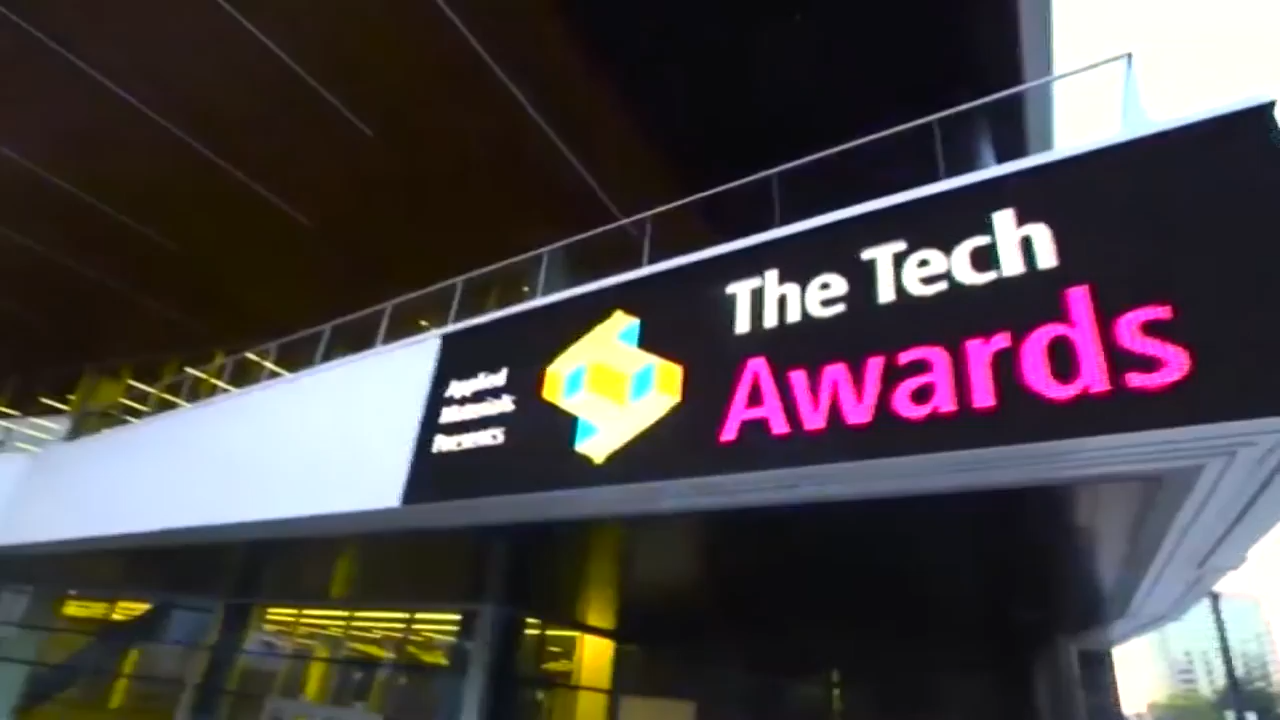 Applied
Materials
Presents
The Tech
Awards